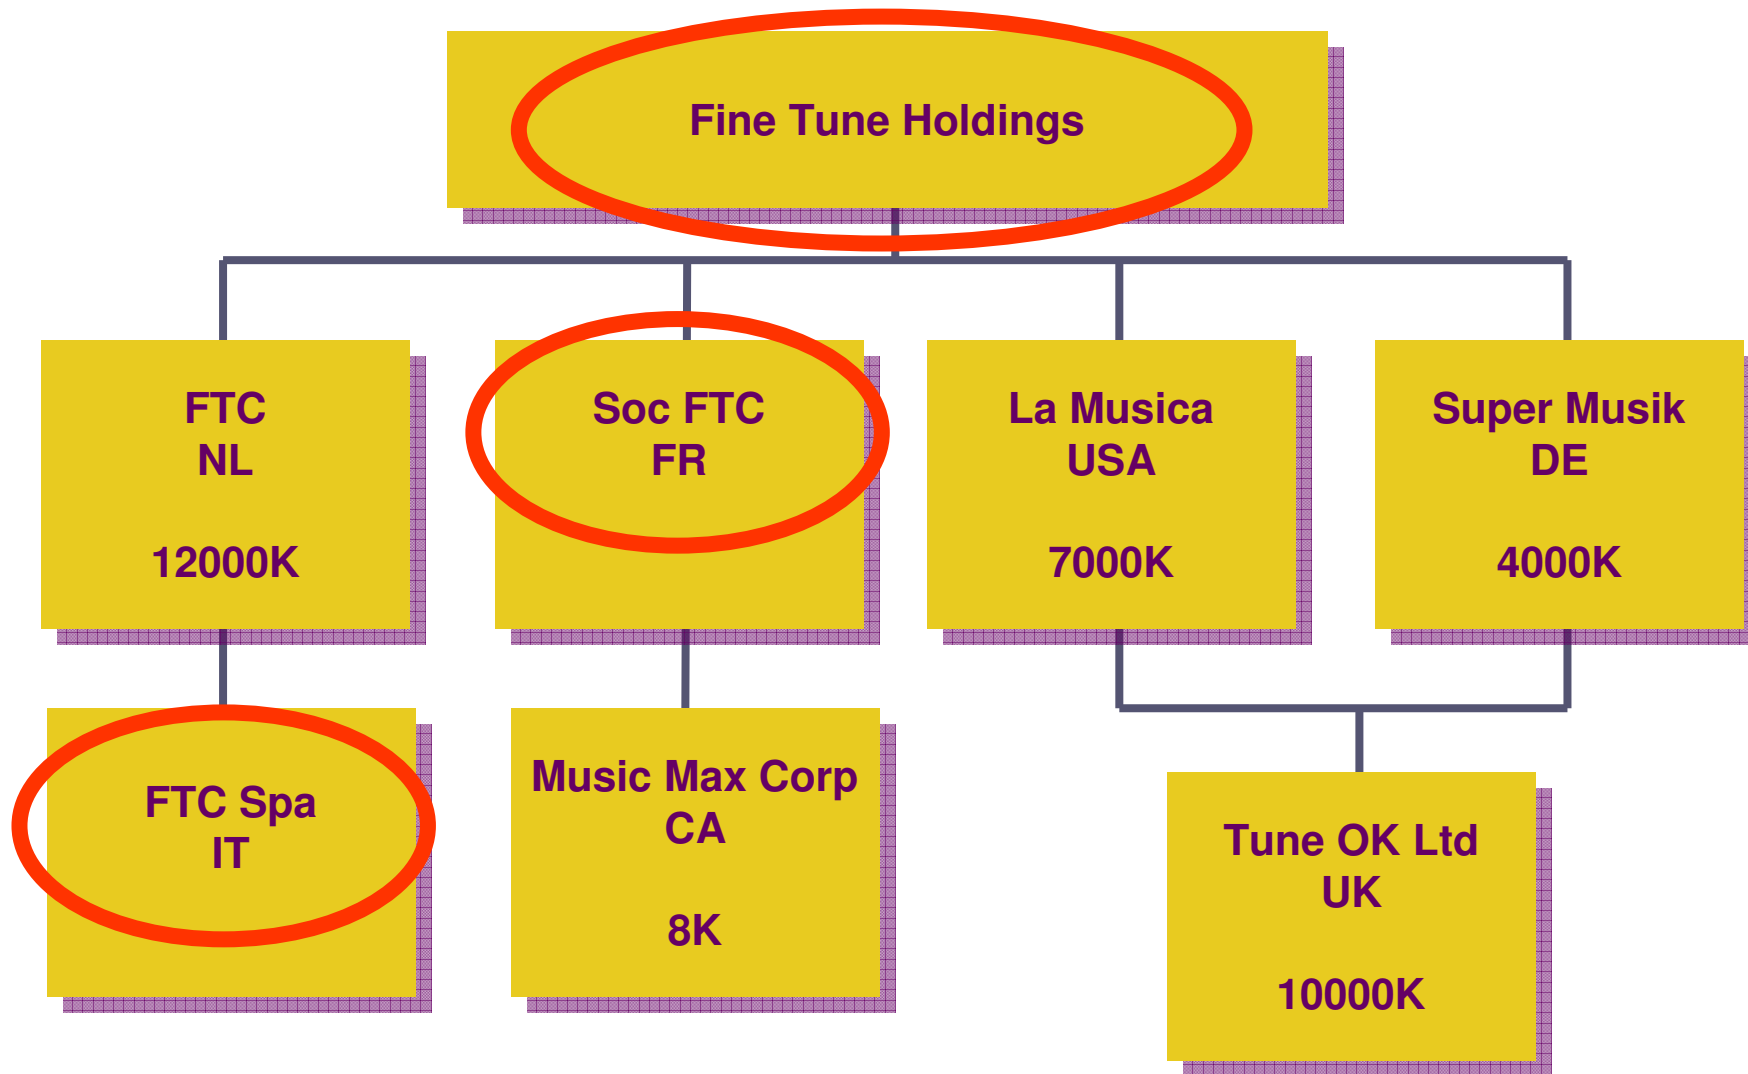 Fine Tune Holdings
FTC
NL
12000K
Soc FTC
FR
La Musica
USA
7000K
Super Musik
DE
4000K
FTC Spa
IT
Music Max Corp
CA
8K
Tune OK Ltd
UK
10000K